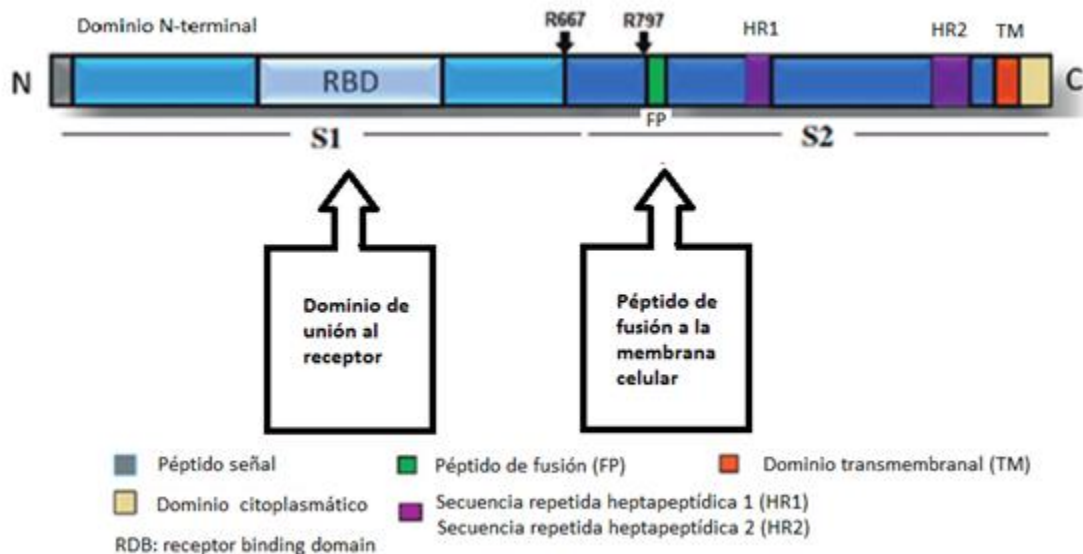 Dominio N-terminal
R667
R797
HR1
HR2
TM
N
RBD
C
FP
S1
S2
Dominio de
unión al
receptor
Péptido de
fusión a la
membrana
celular
Péptido señal
Péptido de fusión (FP)
Dominio transmembranal (TM)
Dominio citoplasmático
Secuencia repetida heptapeptídica 1 (HR1)
Secuencia repetida heptapeptídica 2 (HR2)
RDB: receptor binding domain